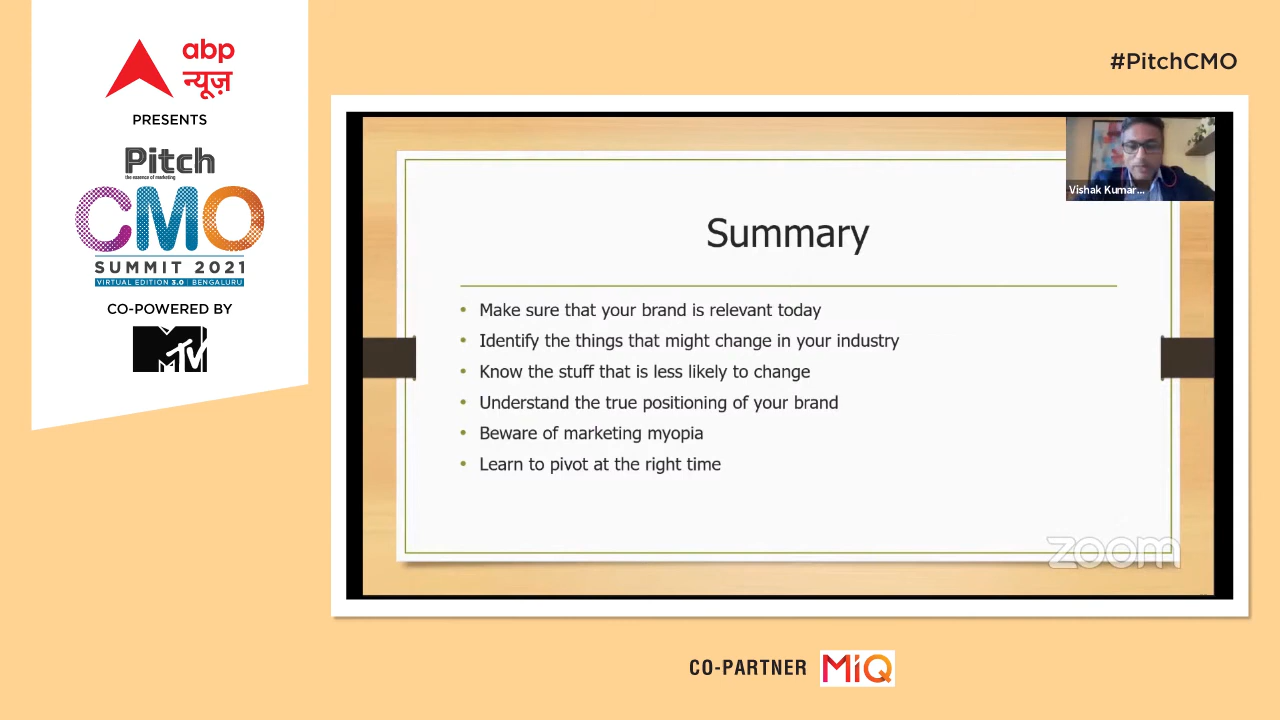 abp
न्यूज़
PRESENTS
Pitch
the essence of marketing
CMO
SUMMIT 2021
VIRTUAL EDITION 3.0 | BENGALURU
CO-POWERED BY
MTV
#PitchCMO
Vishak Kumar...
Summary
• Make sure that your brand is relevant today
• Identify the things that might change in your industry
• Know the stuff that is less likely to change
• Understand the true positioning of your brand
• Beware of marketing myopia
• Learn to pivot at the right time
zoom
CO-PARTNER MiQ